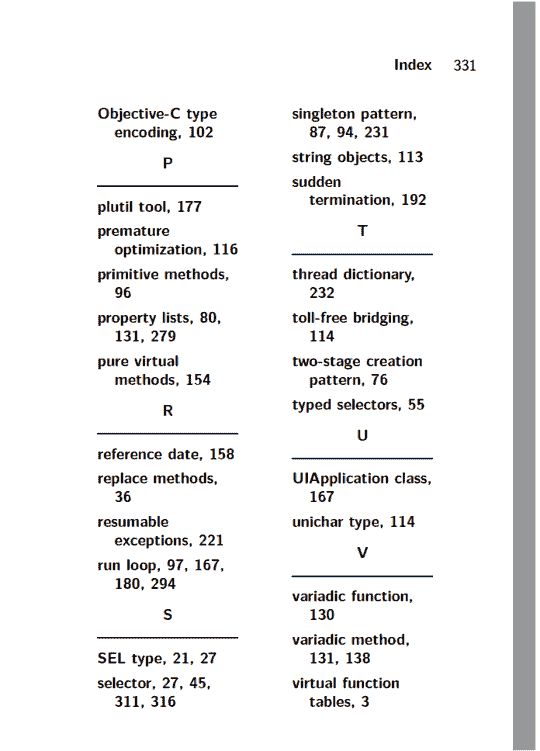 Index 331
Objective-C type
encoding, 102
P
plutil tool, 177
premature
optimization, 116
primitive methods,
96
property lists, 80,
131, 279
pure virtual
methods, 154
R
reference date, 158
replace methods,
36
resumable
exceptions, 221
run loop, 97, 167,
180, 294
S
SEL type, 21, 27
selector, 27, 45,
311, 316
singleton pattern,
87, 94, 231
string objects, 113
sudden
termination, 192
T
thread dictionary,
232
toll-free bridging,
114
two-stage creation
pattern, 76
typed selectors, 55
U
UIApplication class,
167
unichar type, 114
V
variadic function,
130
variadic method,
131, 138
virtual function
tables, 3